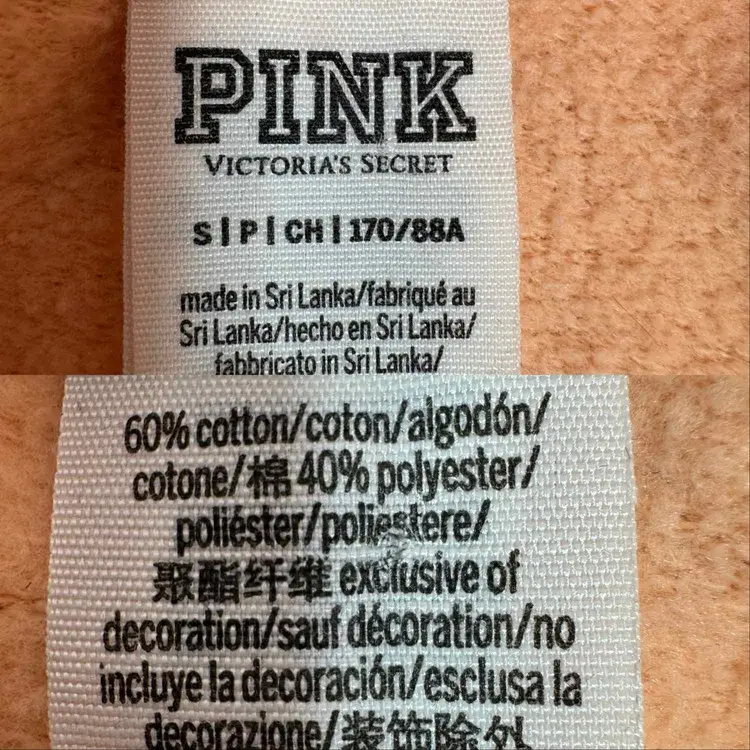 PINK
VICTORIA'S SECRET
S | P | CH | 170/88A
made in Sri Lanka/fabriqué au
Sri Lanka/hecho en Sri Lanka/
fabbricato in Sri Lanka/
60% cotton/coton/algodón/
cotone/棉 40% polyester/
poliéster/poliestere/
聚酯纤维 exclusive of
decoration/sauf décoration/no
incluye la decoración/esclusa la
decorazione/装饰除外